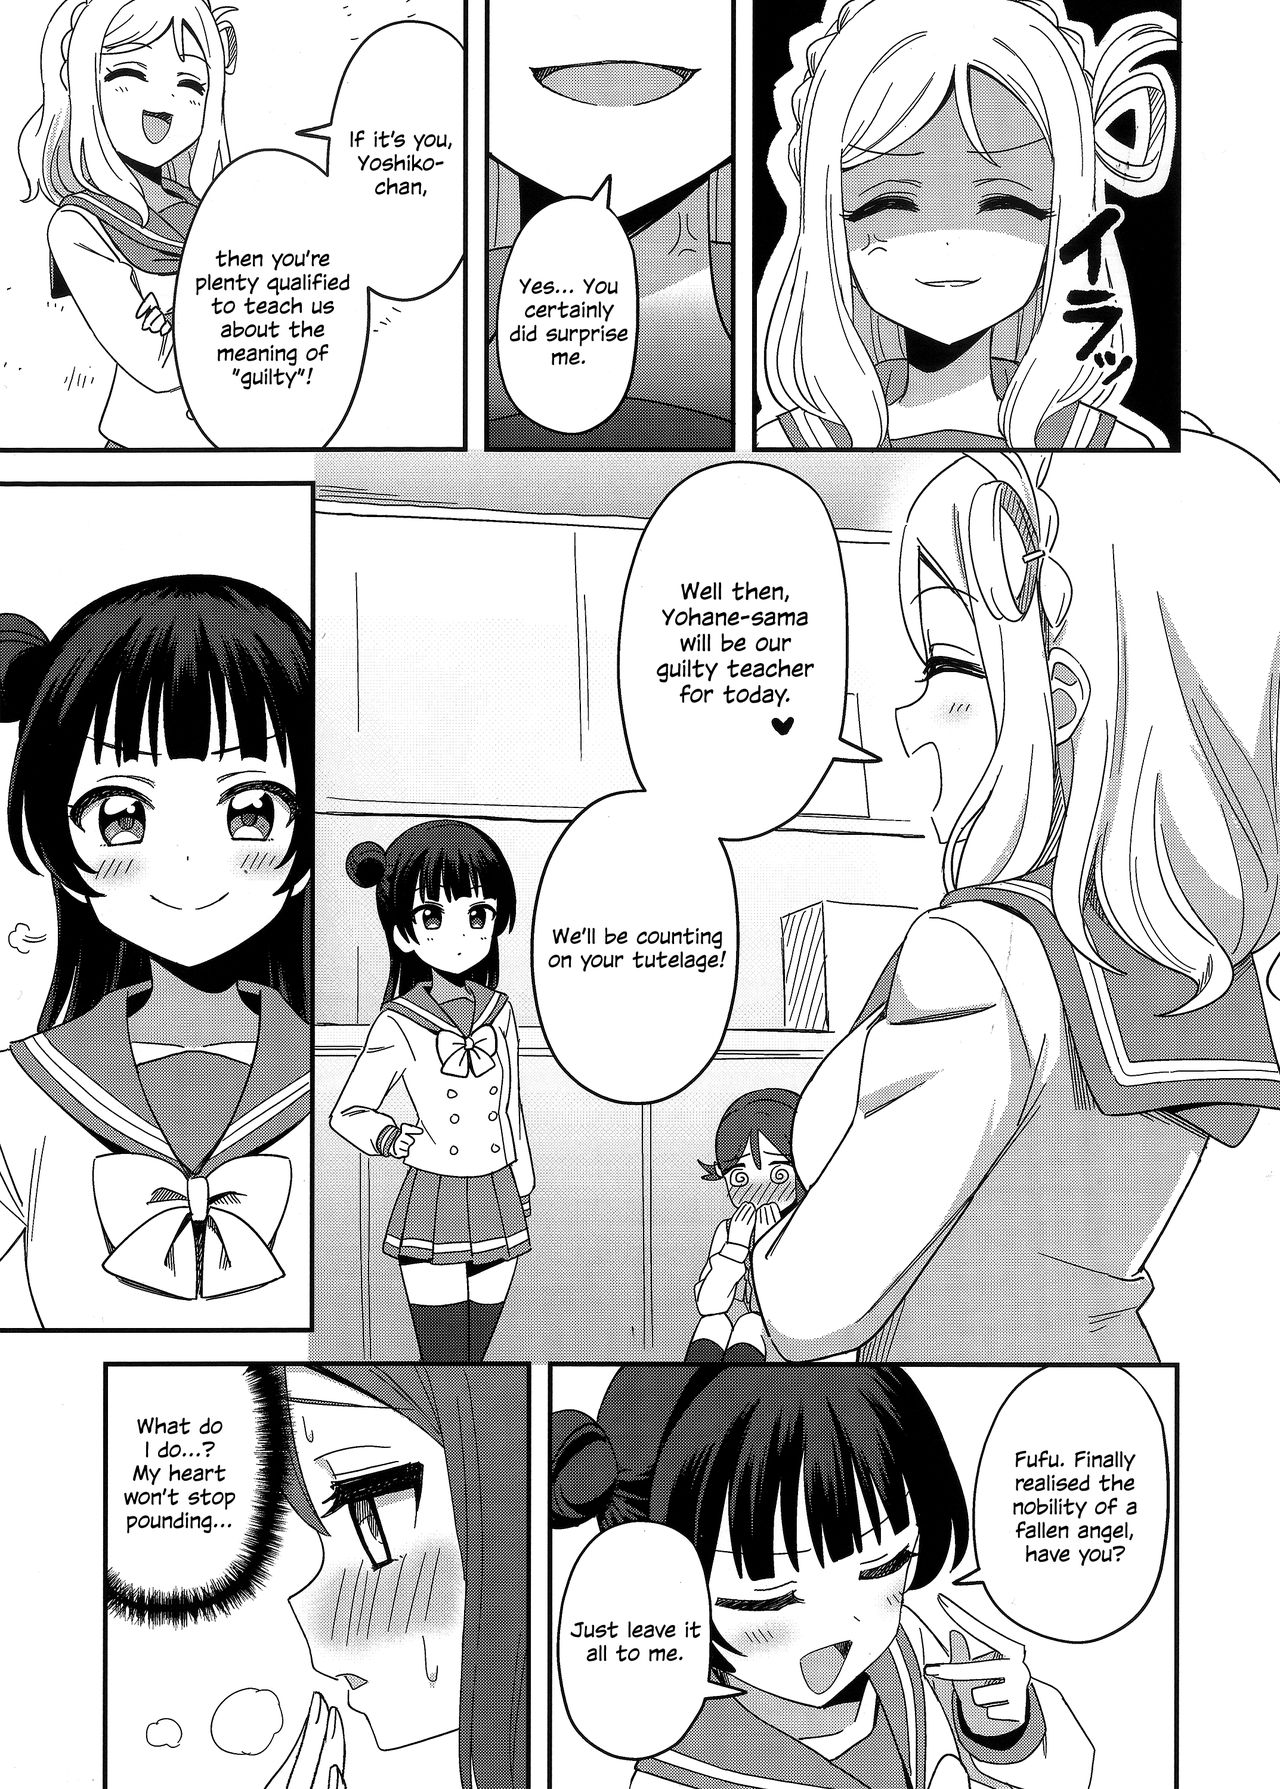 イラッ
Yes... You
certainly
did surprise
me.
If it's you,
Yoshiko-
chan,
then you're
plenty qualified
to teach us
about the
meaning of
"guilty"!
Well then,
Yohane-sama
will be our
guilty teacher
for today.
We'll be counting
on your tutelage!
Fufu. Finally
realised the
nobility of a
fallen angel,
have you?
Just leave it
all to me.
What do
I do...?
My heart
won't stop
pounding...